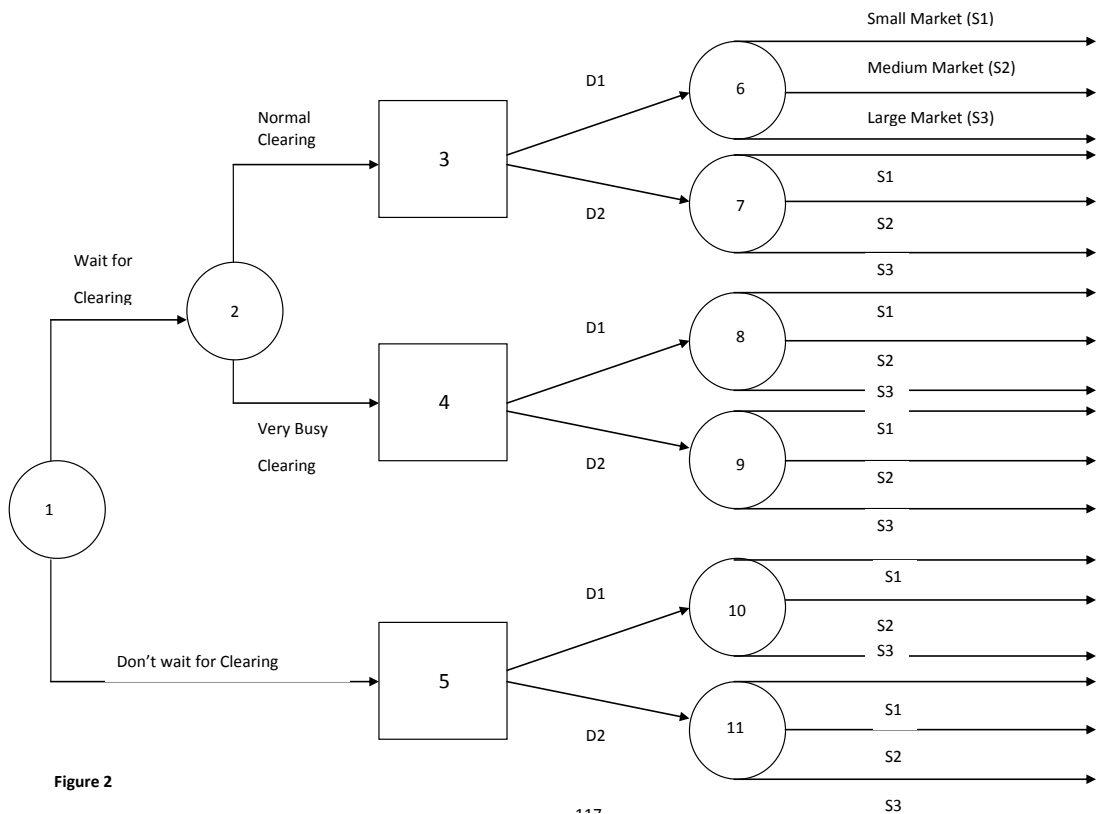 Small Market (S1)
D1
6
Medium Market (S2)
Normal
Clearing
3
Large Market (S3)
D2
7
S1
S2
S3
Wait for
Clearing
2
D1
8
S1
S2
S3
4
Very Busy
Clearing
D2
9
S1
S2
S3
1
D1
10
S1
S2
S3
Don't wait for Clearing
5
D2
11
S1
S2
S3
Figure 2
117